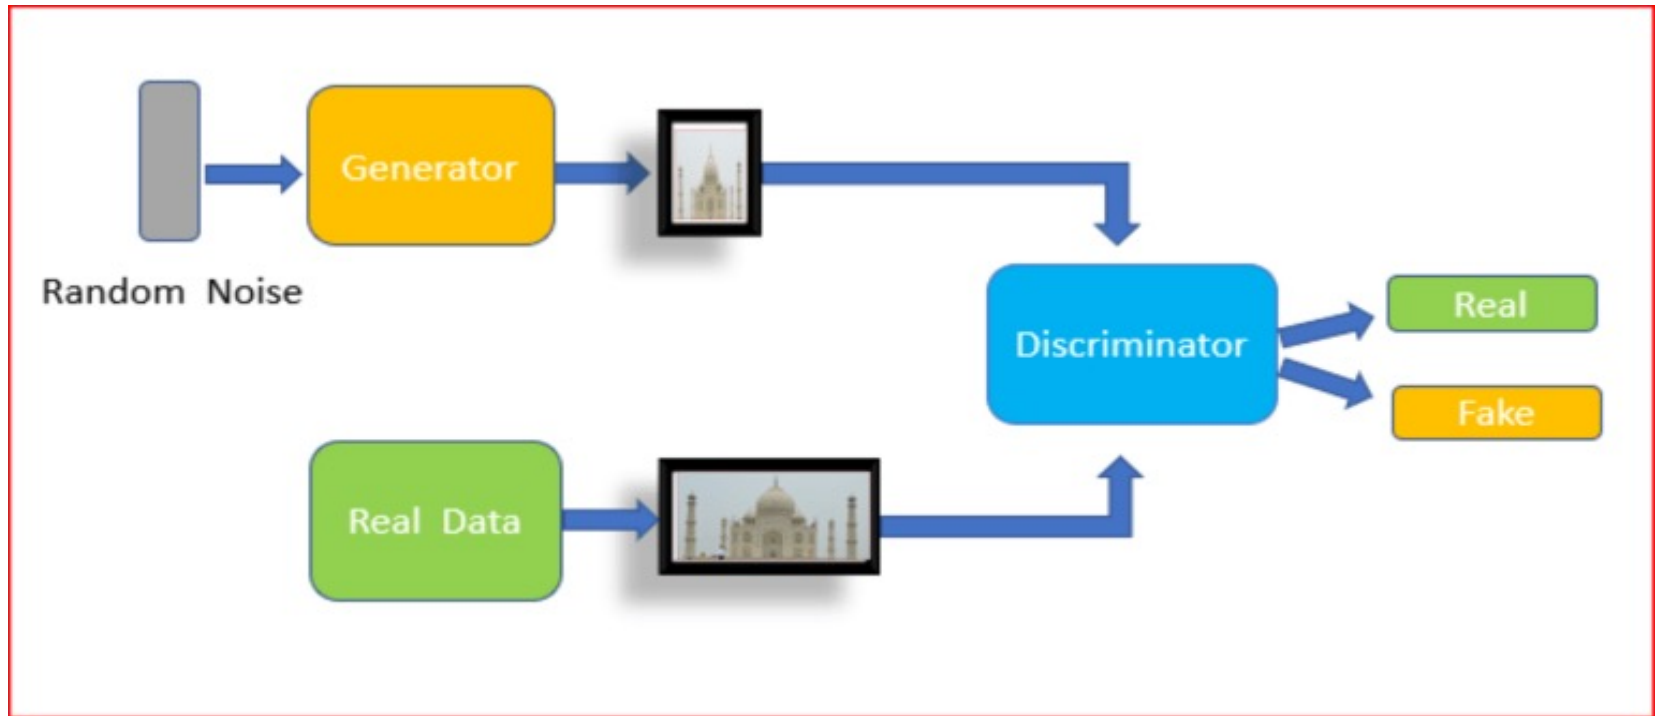 Generator
Random Noise
Discriminator
Real
Fake
Real Data